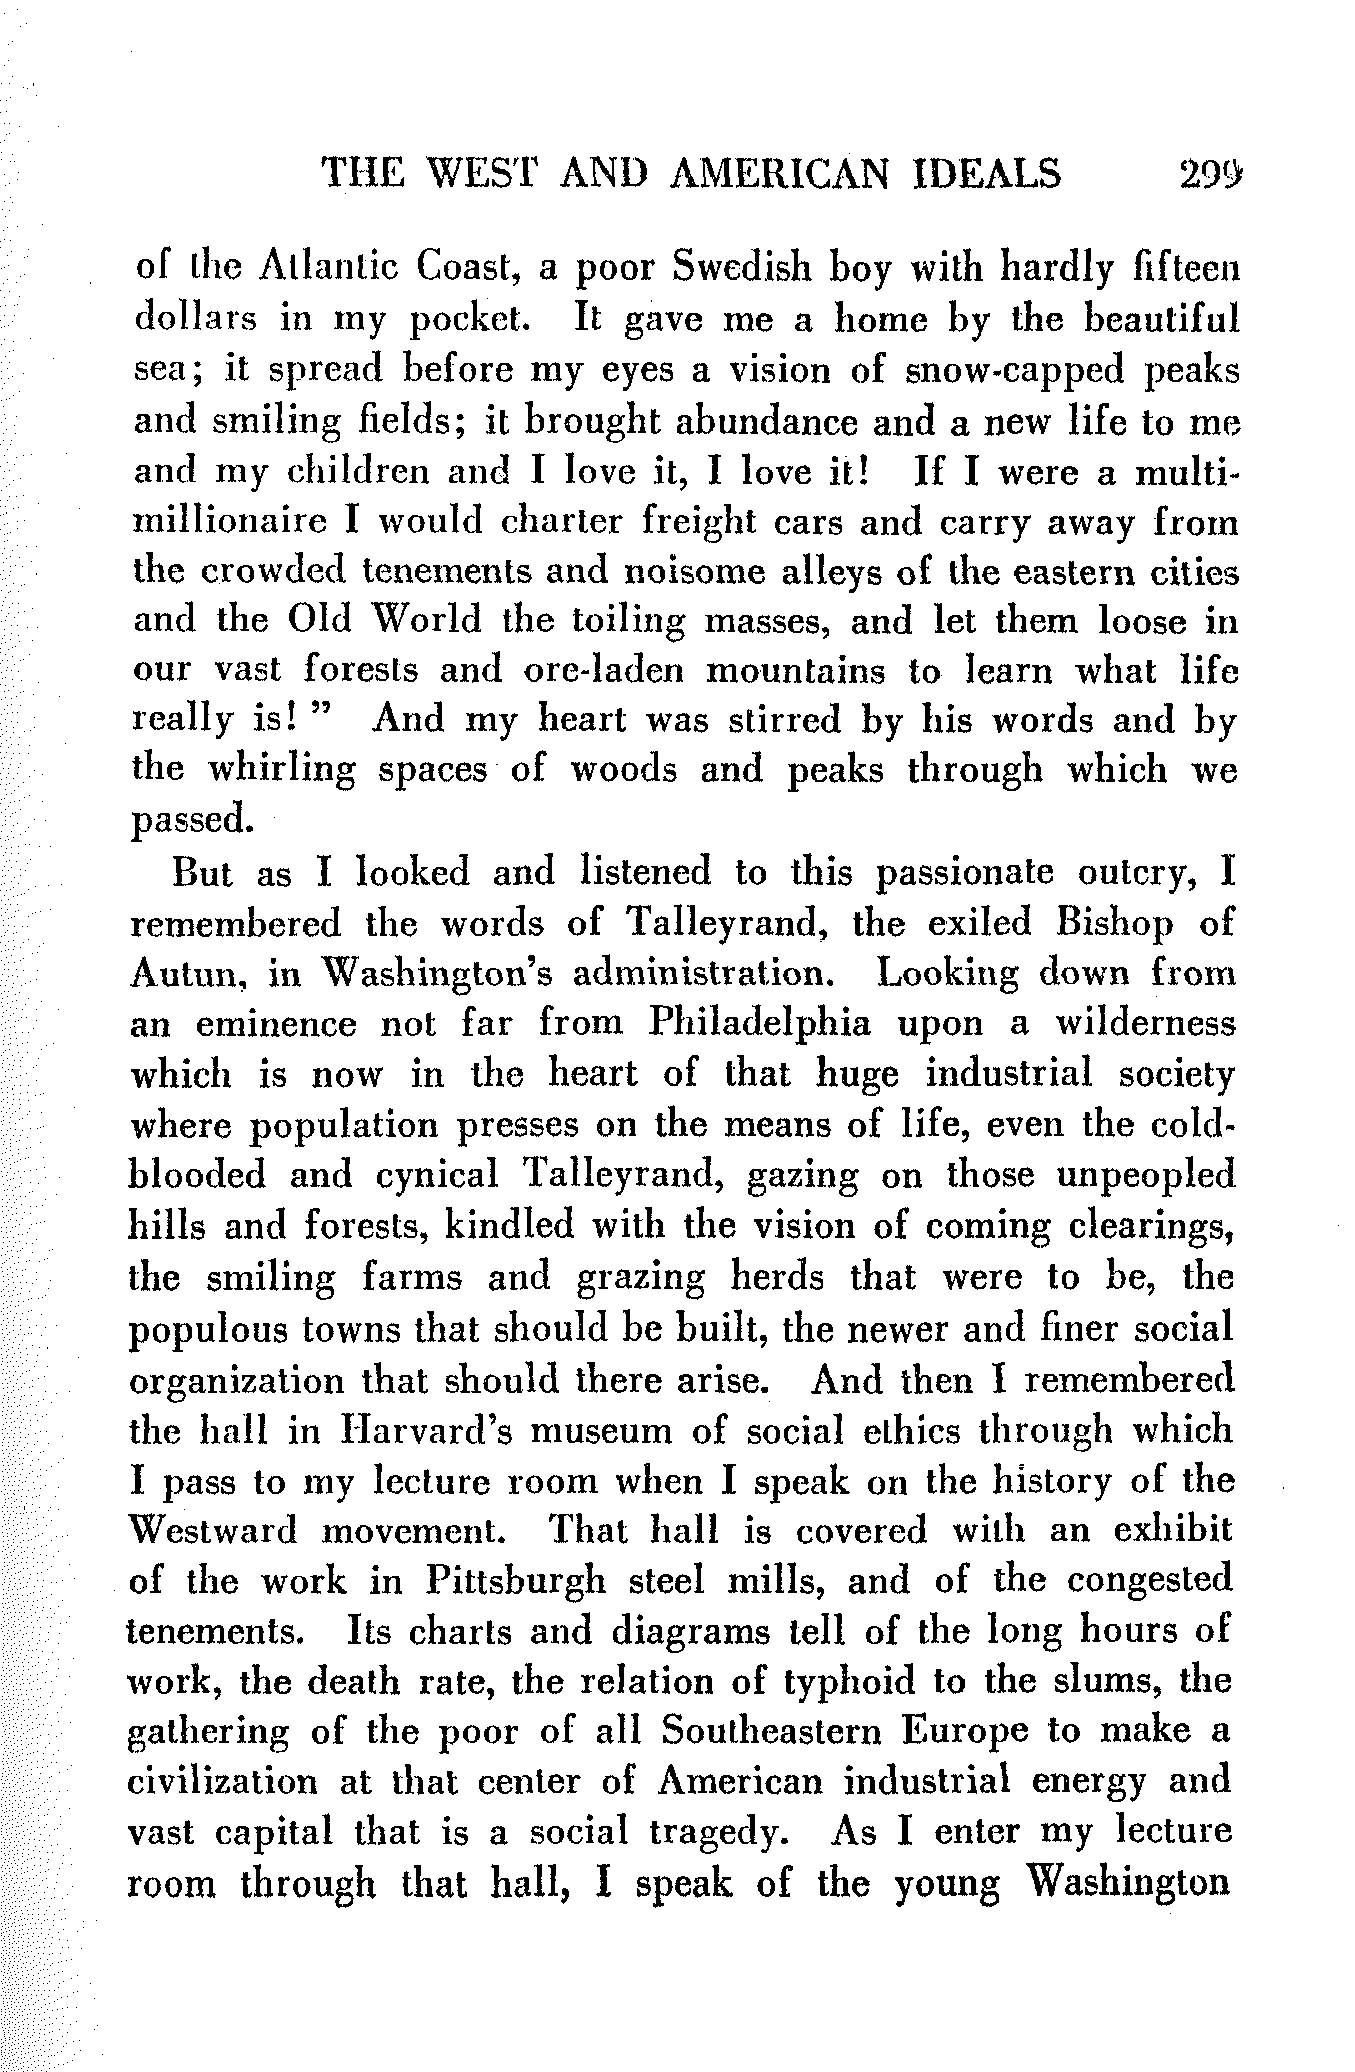 THE WEST AND AMERICAN IDEALS 299
of the Atlantic Coast, a poor Swedish boy with hardly fifteen
dollars in my pocket. It gave me a home by the beautiful
sea; it spread before my eyes a vision of snow-capped peaks
and smiling fields; it brought abundance and a new life to me
and my children and I love it, I love it! If I were a multi-
millionaire I would charter freight cars and carry away from
the crowded tenements and noisome alleys of the eastern cities
and the Old World the toiling masses, and let them loose in
our vast forests and ore-laden mountains to learn what life
really is! ” And my heart was stirred by his words and by
the whirling spaces of woods and peaks through which we
passed.
But as I looked and listened to this passionate outcry, I
remembered the words of Talleyrand, the exiled Bishop of
Autun, in Washington's administration. Looking down from
an eminence not far from Philadelphia upon a wilderness
which is now in the heart of that huge industrial society
where population presses on the means of life, even the cold-
blooded and cynical Talleyrand, gazing on those unpeopled
hills and forests, kindled with the vision of coming clearings,
the smiling farms and grazing herds that were to be, the
populous towns that should be built, the newer and finer social
organization that should there arise. And then I remembered
the hall in Harvard's museum of social ethics through which
I pass to my lecture room when I speak on the history of the
Westward movement. That hall is covered with an exhibit
of the work in Pittsburgh steel mills, and of the congested
tenements. Its charts and diagrams tell of the long hours of
work, the death rate, the relation of typhoid to the slums, the
gathering of the poor of all Southeastern Europe to make a
civilization at that center of American industrial energy and
vast capital that is a social tragedy. As I enter my lecture
room through that hall, I speak of the young Washington